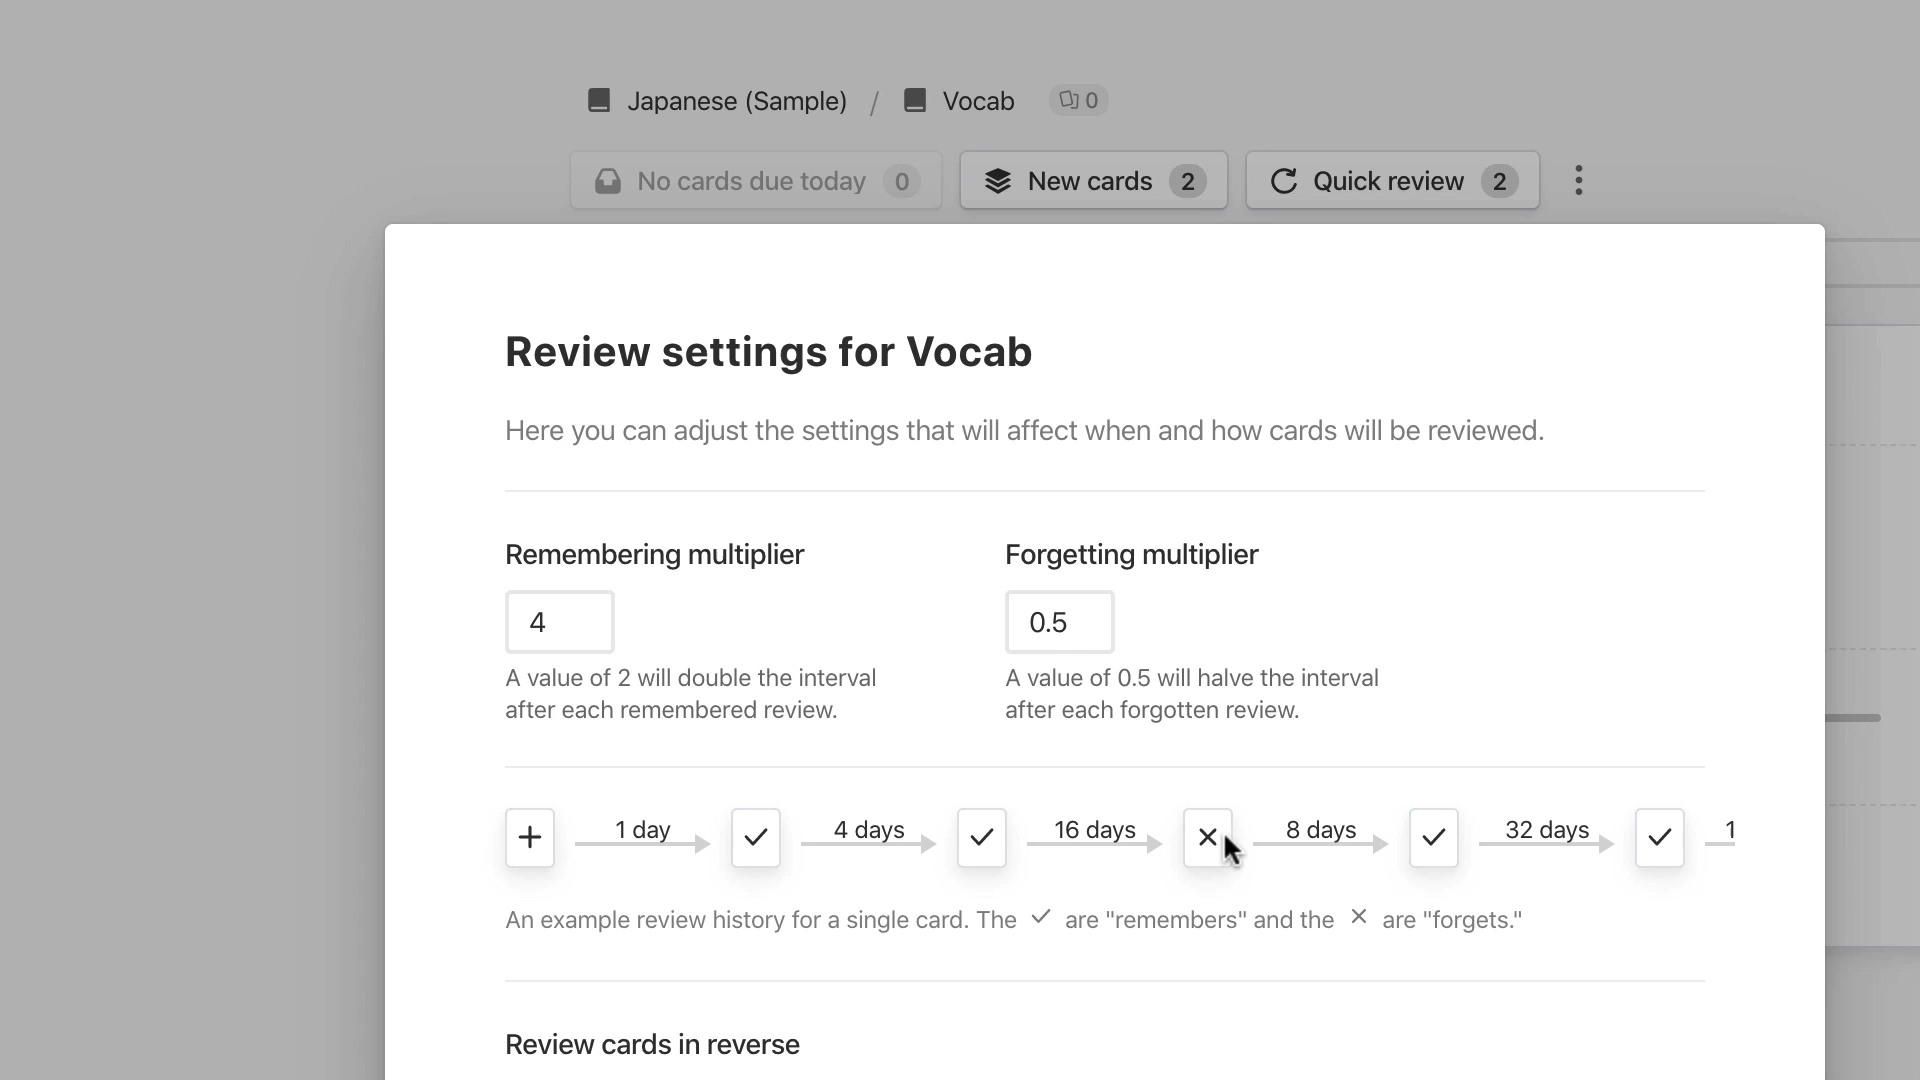 Japanese (Sample) / Vocab 0
No cards due today 0 New cards 2 Quick review 2
Review settings for Vocab
Here you can adjust the settings that will affect when and how cards will be reviewed.
Remembering multiplier
4
A value of 2 will double the interval
after each remembered review.
Forgetting multiplier
0.5
A value of 0.5 will halve the interval
after each forgotten review.
1 day 4 days 16 days 8 days 32 days 1
An example review history for a single card. The ✓ are "remembers" and the ✕ are "forgets."
Review cards in reverse